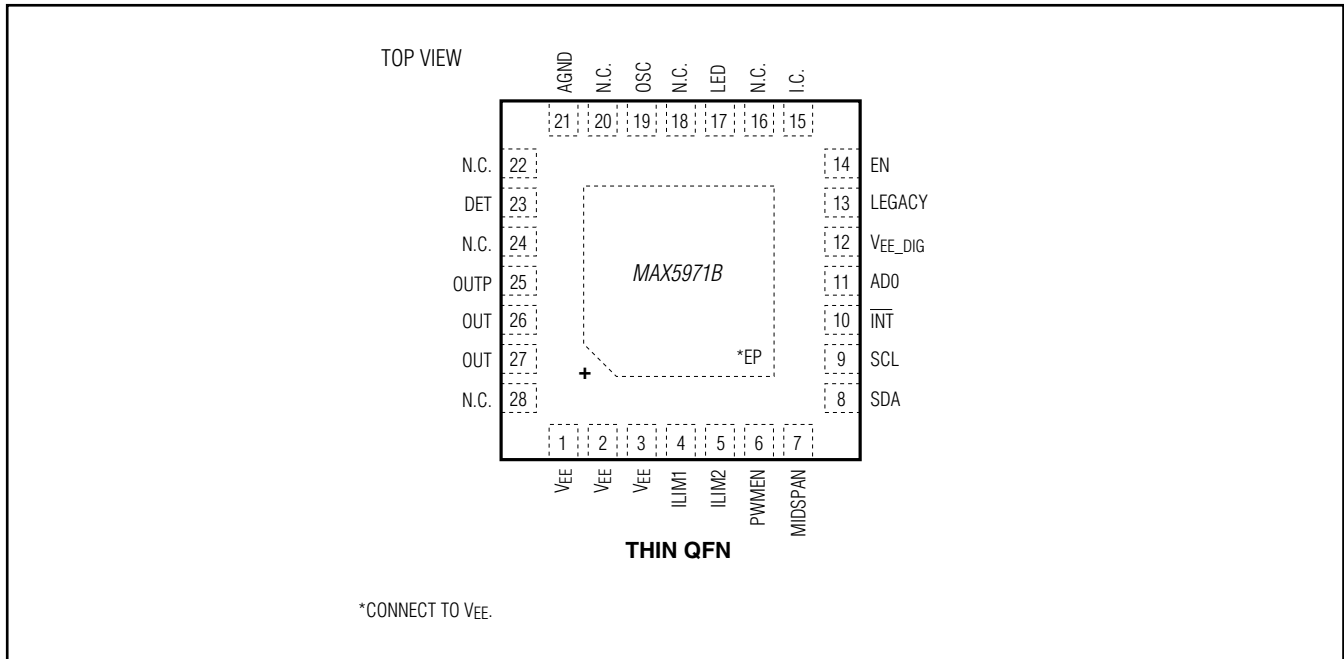 TOP VIEW
AGND
N.C.
OSC
N.C.
LED
N.C.
I.C.
21 20 19 18 17 16 15
N.C. 22 14 EN
DET 23 13 LEGACY
N.C. 24 12 VEE_DIG
OUTP 25 MAX5971B 11 AD0
OUT 26 10 INT
OUT 27 *EP 9 SCL
+
N.C. 28 8 SDA
1 2 3 4 5 6 7
VEE
VEE
VEE
ILIM1
ILIM2
PWMEN
MIDSPAN
THIN QFN
*CONNECT TO VEE.